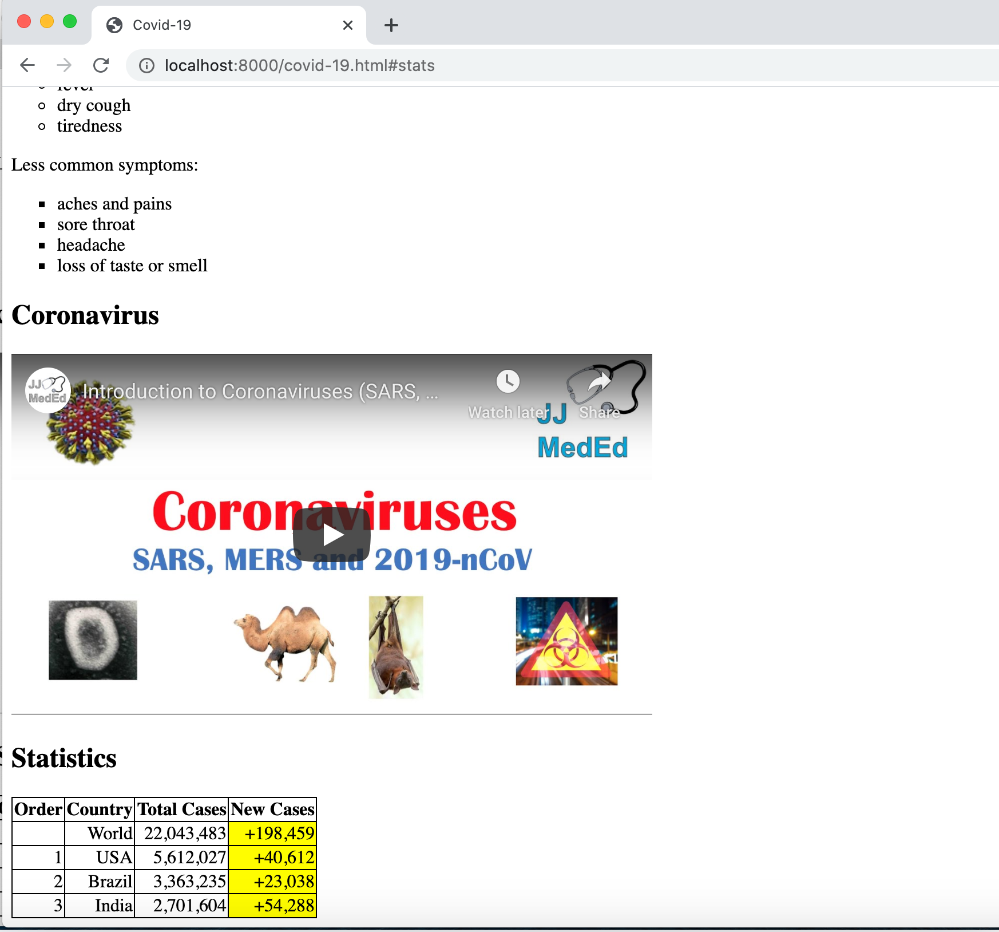 Covid-19
localhost:8000/covid-19.html#stats
fever
dry cough
tiredness
Less common symptoms:
aches and pains
sore throat
headache
loss of taste or smell
Coronavirus
JJ
MedEd
Introduction to Coronaviruses (SARS, ...
Watch later
Share
JJ
MedEd
Coronaviruses
SARS, MERS and 2019-nCoV
Statistics
Order Country Total Cases New Cases
World 22,043,483 +198,459
1 USA 5,612,027 +40,612
2 Brazil 3,363,235 +23,038
3 India 2,701,604 +54,288